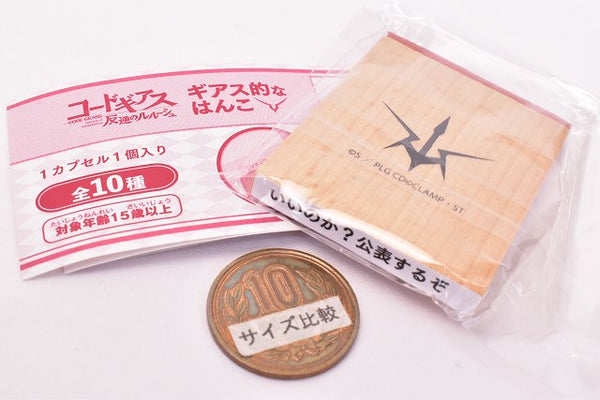 コードギアス
CODE GEASS
反逆のルルーシュ
ギアス的な
はんこ
1カプセル1個入り
全10種
たいしょうねんれい さいいじょう
対象年齢15歳以上
©S PLG CD©CLAMP・ST
いいのか?公表するぞ
10
サイズ比較